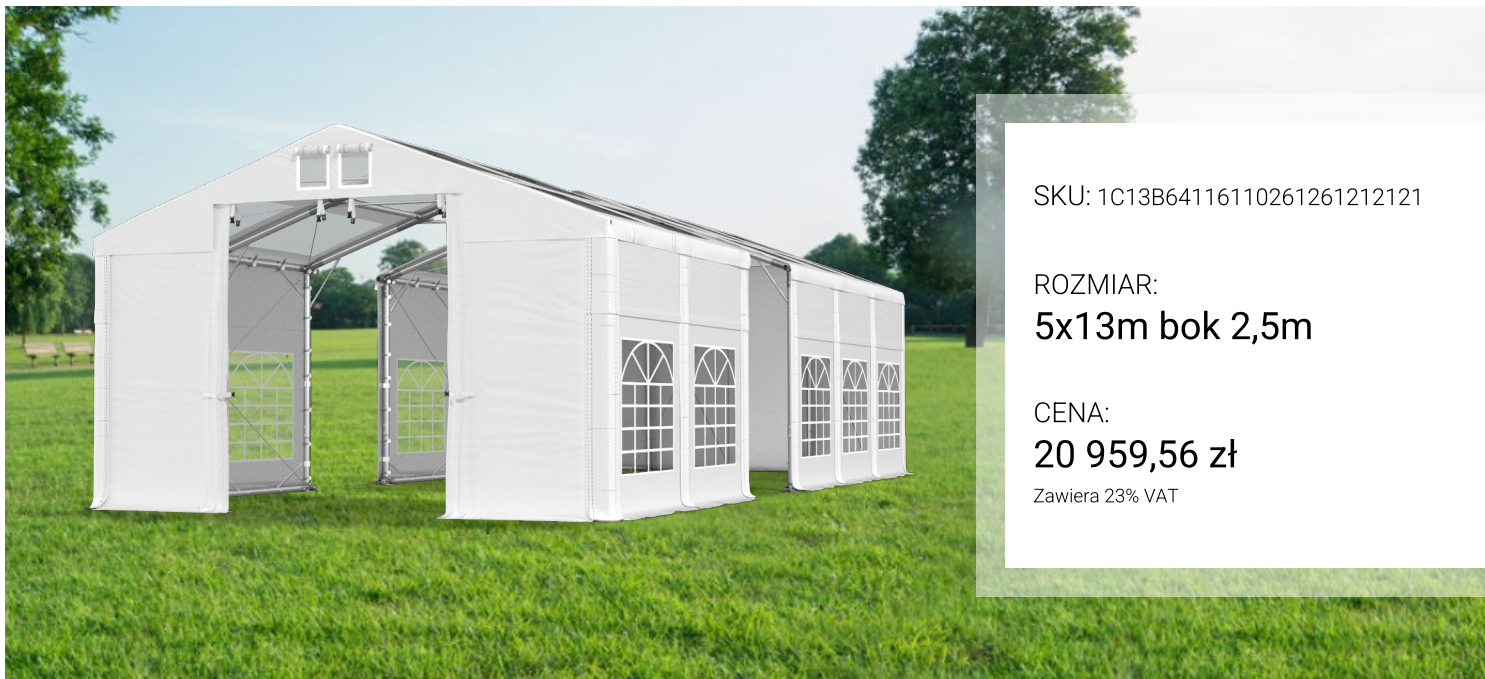 SKU: 1C13B64116110261261212121
ROZMIAR:
5x13m bok 2,5m
CENA:
20 959,56 zł
Zawiera 23% VAT